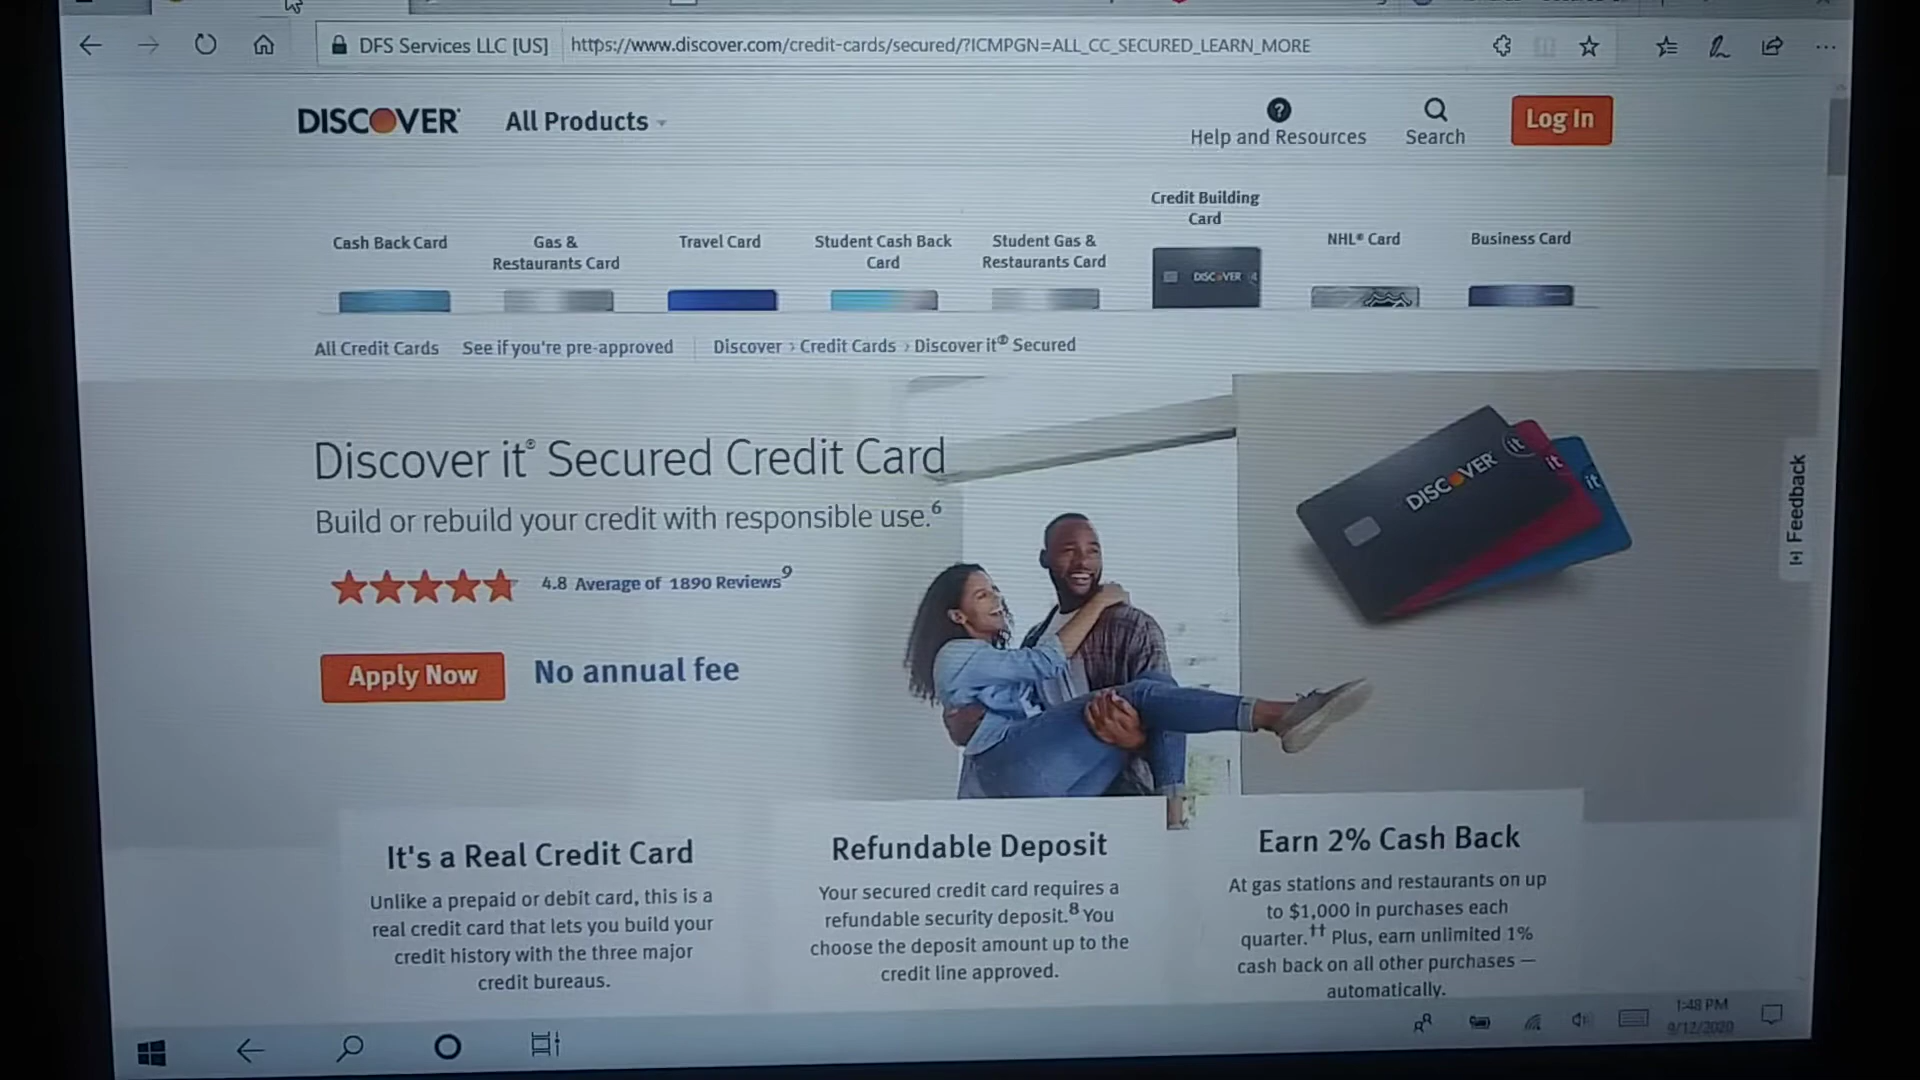 DFS Services LLC [US] https://www.discover.com/credit-cards/secured/?ICMPGN=ALL_CC_SECURED_LEARN_MORE
DISCOVER
All Products
Help and Resources
Search
Log In
Cash Back Card
Gas &
Restaurants Card
Travel Card
Student Cash Back
Card
Student Gas &
Restaurants Card
Credit Building
Card
DISCOVER
NHL® Card
Business Card
All Credit Cards See if you're pre-approved Discover › Credit Cards › Discover it® Secured
Discover it® Secured Credit Card
Build or rebuild your credit with responsible use.6
4.8 Average of 1890 Reviews9
Apply Now
No annual fee
DISCOVER it
it
it
[+] Feedback
It's a Real Credit Card
Unlike a prepaid or debit card, this is a
real credit card that lets you build your
credit history with the three major
credit bureaus.
Refundable Deposit
Your secured credit card requires a
refundable security deposit.8 You
choose the deposit amount up to the
credit line approved.
Earn 2% Cash Back
At gas stations and restaurants on up
to $1,000 in purchases each
quarter.†† Plus, earn unlimited 1%
cash back on all other purchases —
automatically.
1:48 PM
9/12/2020